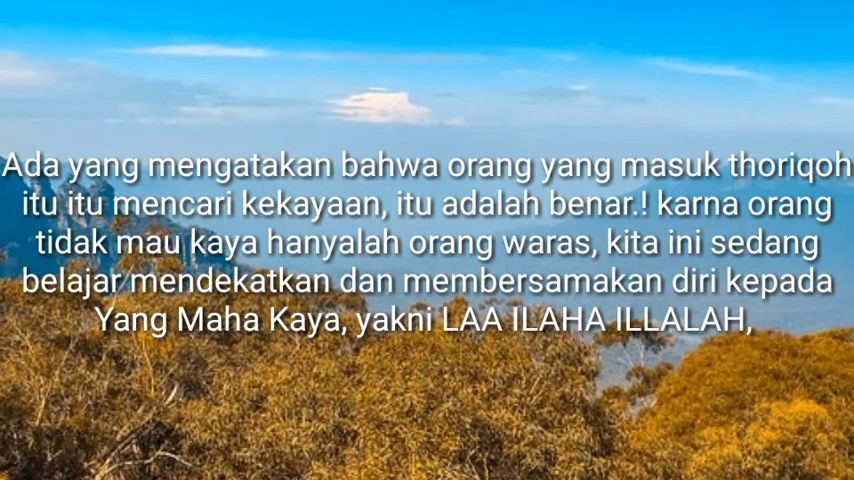 Ada yang mengatakan bahwa orang yang masuk thoriqoh
itu itu mencari kekayaan, itu adalah benar.! karna orang
tidak mau kaya hanyalah orang waras, kita ini sedang
belajar mendekatkan dan membersamakan diri kepada
Yang Maha Kaya, yakni LAA ILAHA ILLALAH,